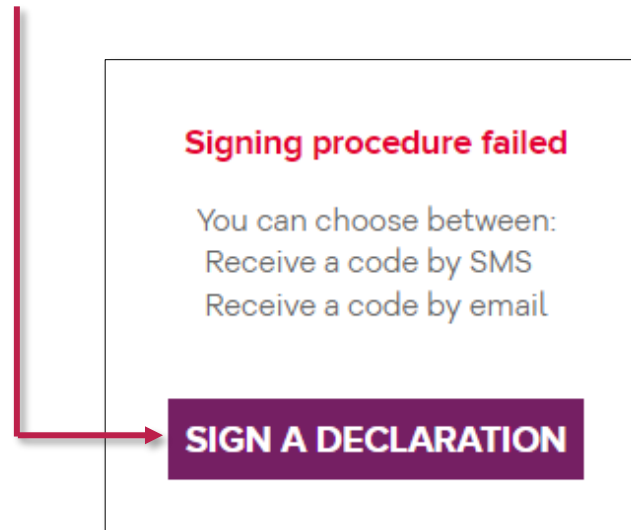 Signing procedure failed
You can choose between:
Receive a code by SMS
Receive a code by email
SIGN A DECLARATION